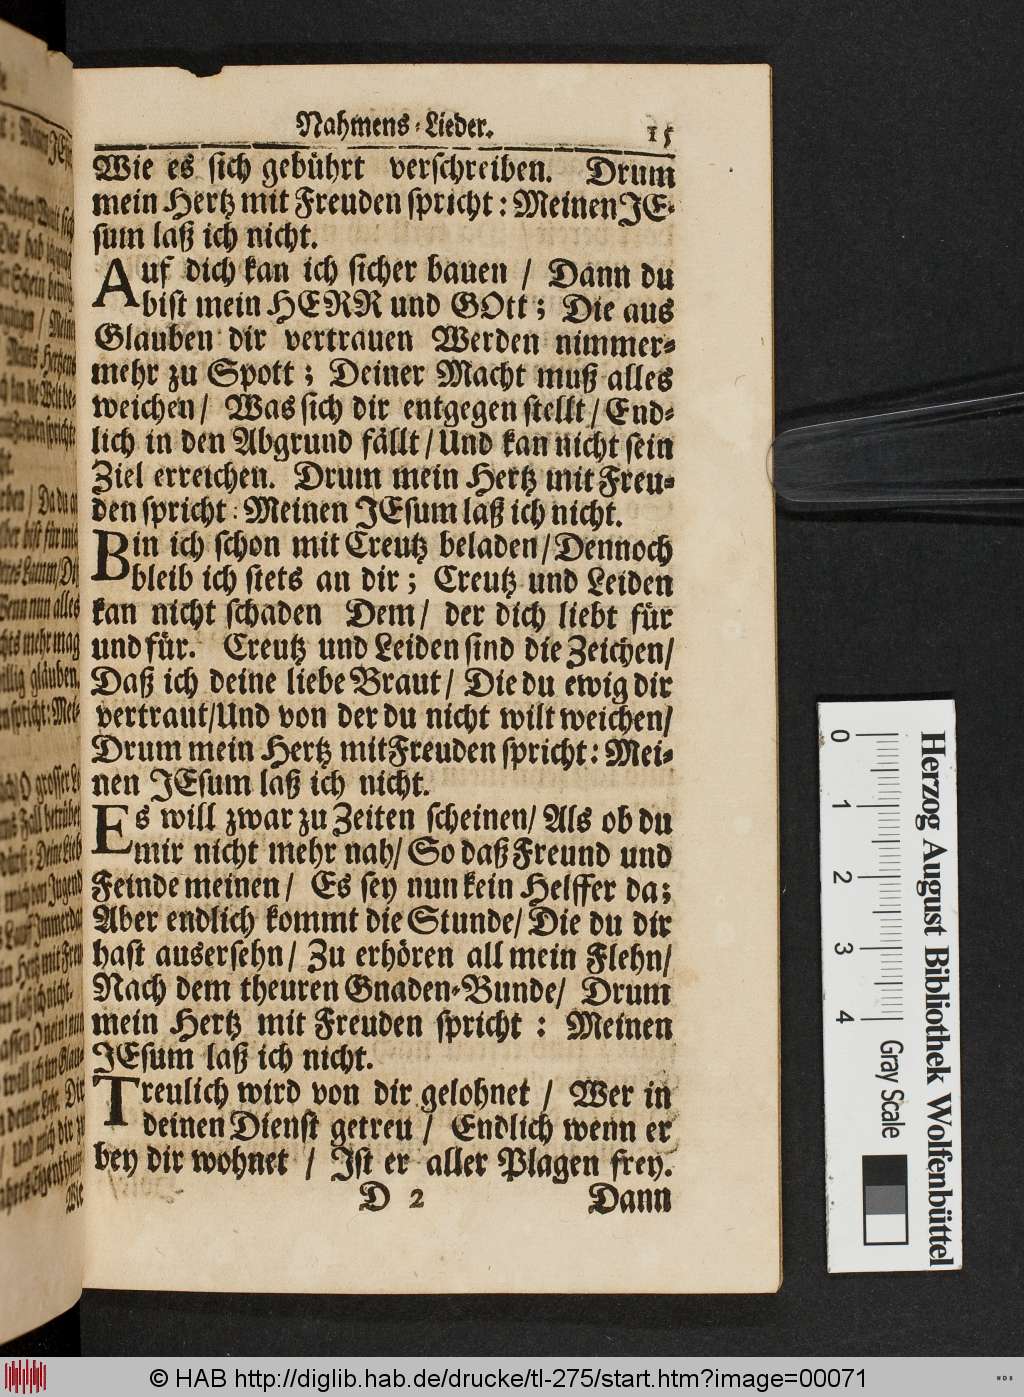 Nahmens-Lieder. 15
Wie es sich gebührt verschreiben. Drum
mein Hertz mit Freuden spricht: Meinen JE-
sum laß ich nicht.
Auf dich kan ich sicher bauen / Dann du
bist mein HERR und GOtt; Die aus
Glauben dir vertrauen Werden nimmer-
mehr zu Spott; Deiner Macht muß alles
weichen/ Was sich dir entgegen stellt/ End-
lich in den Abgrund fällt/ Und kan nicht sein
Ziel erreichen. Drum mein Hertz mit Freu-
den spricht: Meinen JEsum laß ich nicht.
Bin ich schon mit Creutz beladen/ Dennoch
bleib ich stets an dir; Creutz und Leiden
kan nicht schaden Dem/ der dich liebt für
und für. Creutz und Leiden sind die Zeichen/
Daß ich deine liebe Braut/ Die du ewig dir
vertraut/Und von der du nicht wilt weichen/
Drum mein Hertz mit Freuden spricht: Mei-
nen JEsum laß ich nicht.
Es will zwar zu Zeiten scheinen/ Als ob du
mir nicht mehr nah/ So daß Freund und
Feinde meinen/ Es sey nun kein Helffer da;
Aber endlich kommt die Stunde/ Die du dir
hast ausersehn/ Zu erhören all mein Flehn/
Nach dem theuren Gnaden-Bunde/ Drum
mein Hertz mit Freuden spricht: Meinen
JEsum laß ich nicht.
Treulich wird von dir gelohnet / Wer in
deinen Dienst getreu / Endlich wenn er
bey dir wohnet / Ist er aller Plagen frey.
D 2 Dann
0 1 2 3 4
Herzog August Bibliothek Wolfenbüttel
Gray Scale
© HAB http://diglib.hab.de/drucke/tl-275/start.htm?image=00071